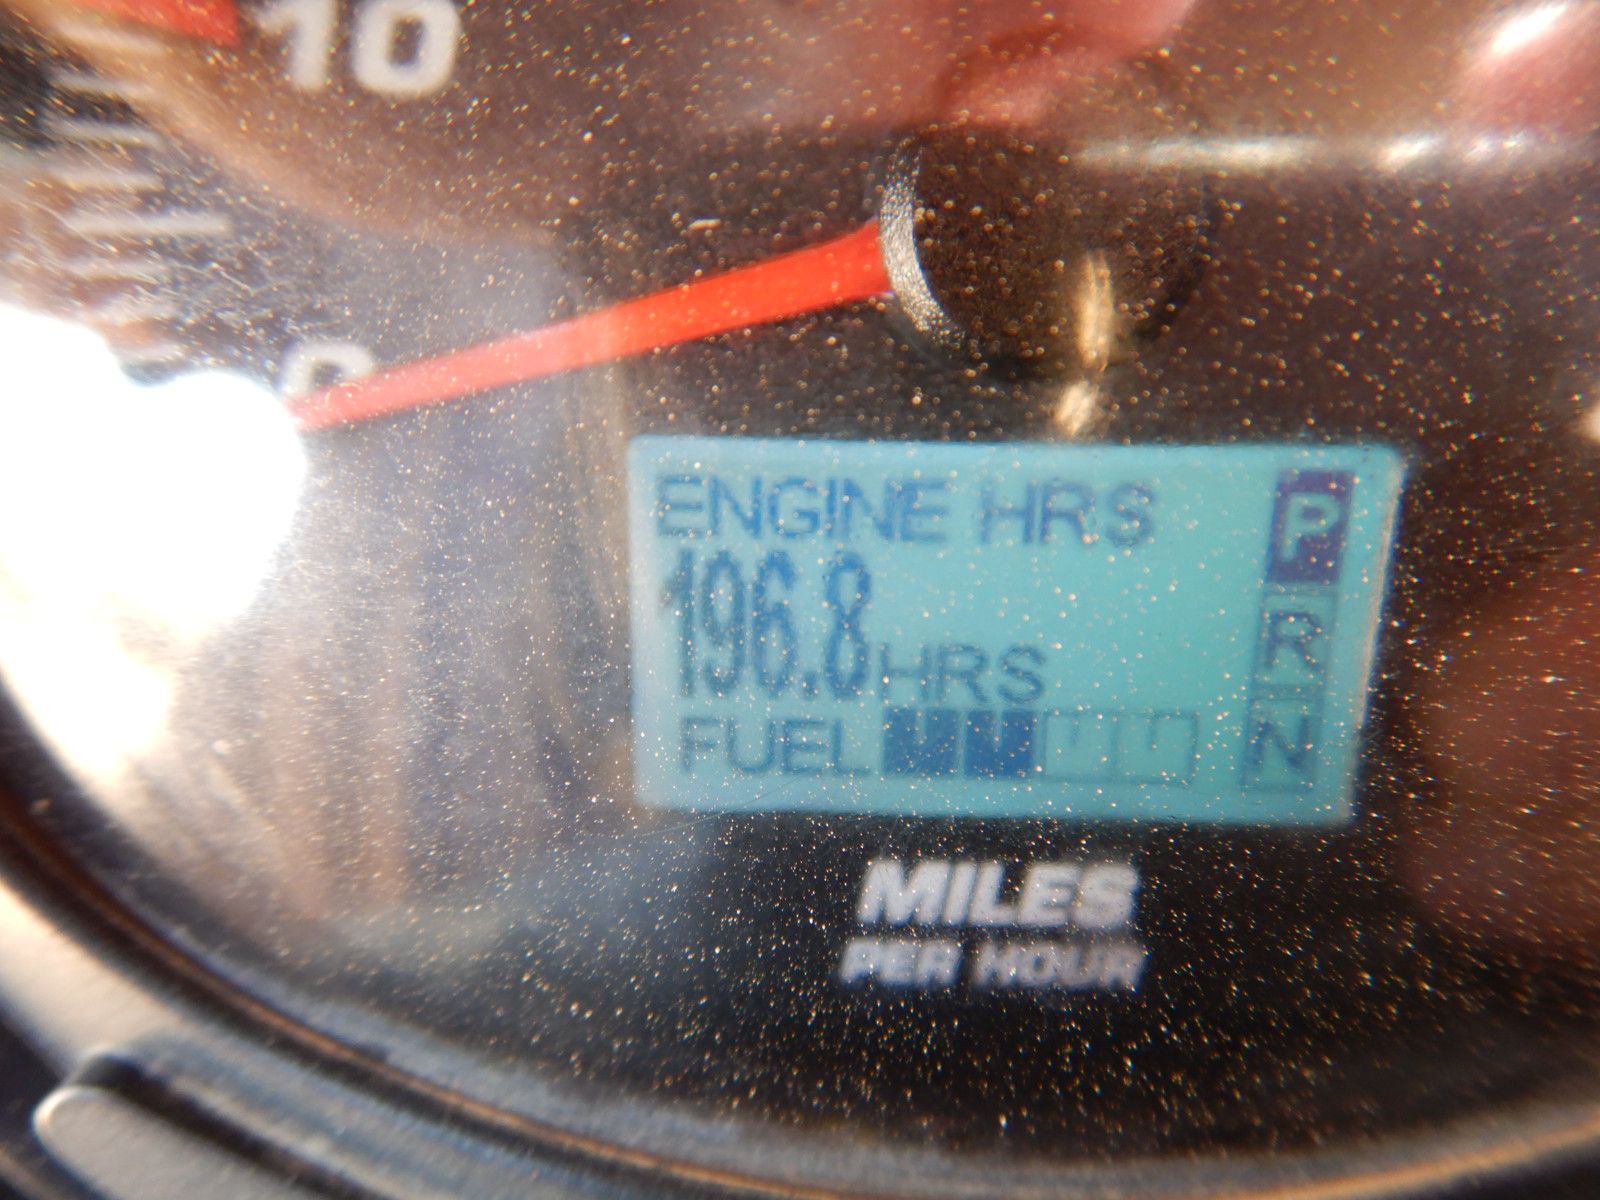 10
0
ENGINE HRS
P
196.8 HRS
R
FUEL
N
MILES
PER HOUR